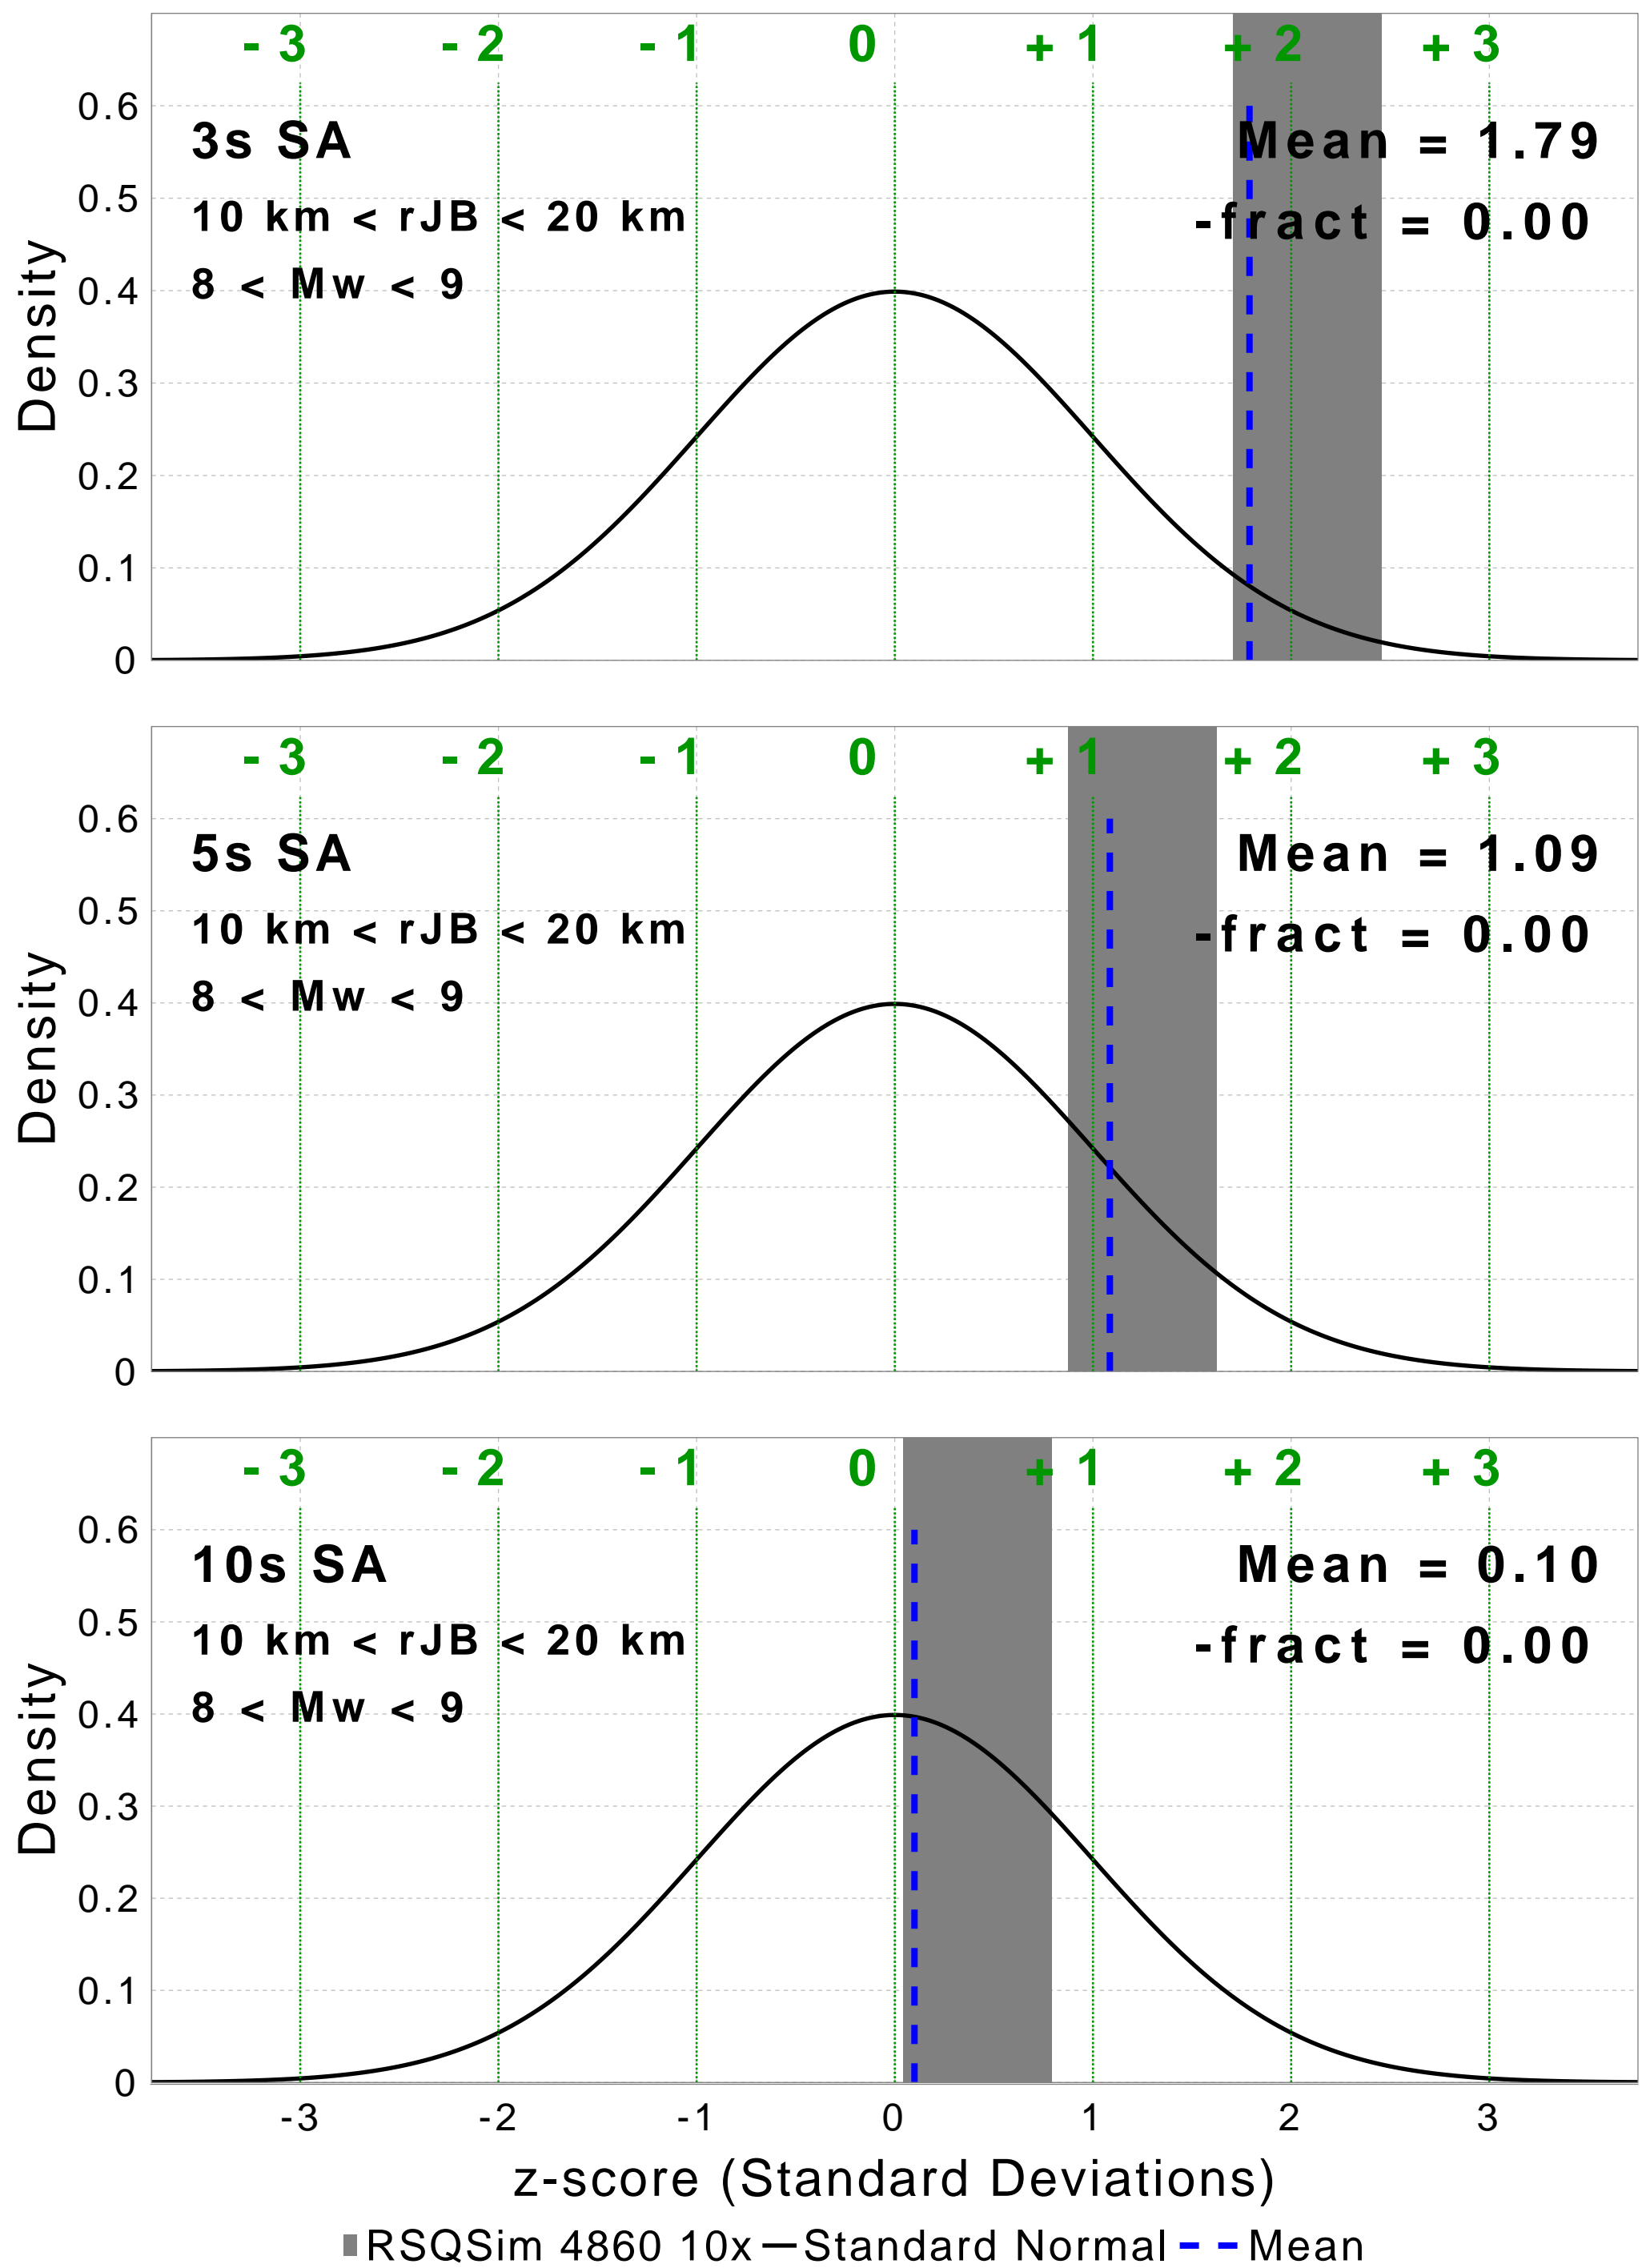 - 3 - 2 - 1 0 + 1 + 2 + 3
0.6
3s SA
Mean = 1.79
0.5
10 km < rJB < 20 km
-fract = 0.00
8 < Mw < 9
0.4
0.3
0.2
0.1
0
Density
- 3 - 2 - 1 0 + 1 + 2 + 3
0.6
5s SA
Mean = 1.09
0.5
10 km < rJB < 20 km
-fract = 0.00
8 < Mw < 9
0.4
0.3
0.2
0.1
0
Density
- 3 - 2 - 1 0 + 1 + 2 + 3
0.6
10s SA
Mean = 0.10
0.5
10 km < rJB < 20 km
-fract = 0.00
8 < Mw < 9
0.4
0.3
0.2
0.1
0
Density
-3 -2 -1 0 1 2 3
z-score (Standard Deviations)
RSQSim 4860 10x Standard Normal Mean